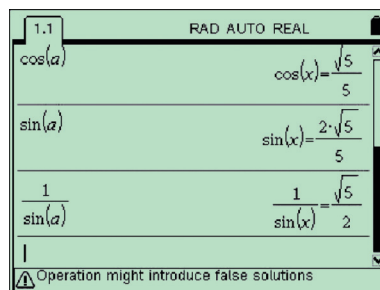 1.1 RAD AUTO REAL
cos(a)
cos(x)=√5/5
sin(a)
sin(x)=2·√5/5
1/sin(a)
1/sin(x)=√5/2
Operation might introduce false solutions